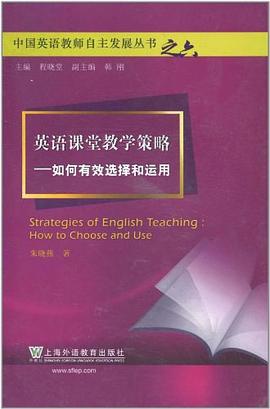 中国英语教师自主发展丛书之六
主编 程晓堂 副主编 韩刚
英语课堂教学策略
——如何有效选择和运用
Strategies of English Teaching:
How to Choose and Use
朱晓燕 著
上海外语教育出版社
www.sflep.com